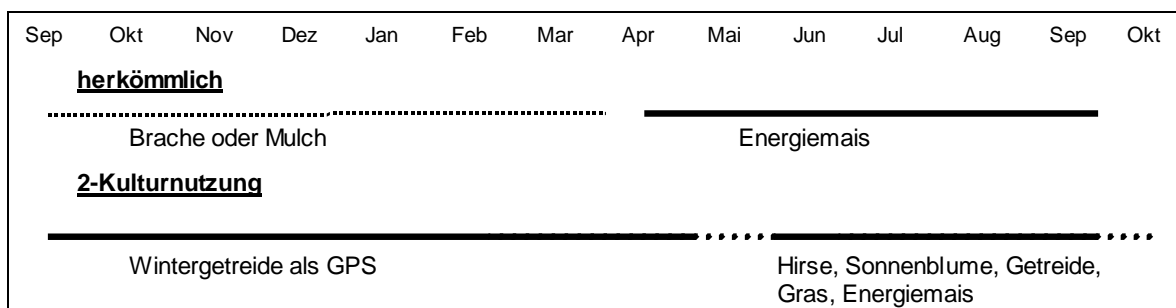 Sep Okt Nov Dez Jan Feb Mar Apr Mai Jun Jul Aug Sep Okt
herkömmlich
Brache oder Mulch Energiemais
2-Kulturnutzung
Wintergetreide als GPS Hirse, Sonnenblume, Getreide,
Gras, Energiemais